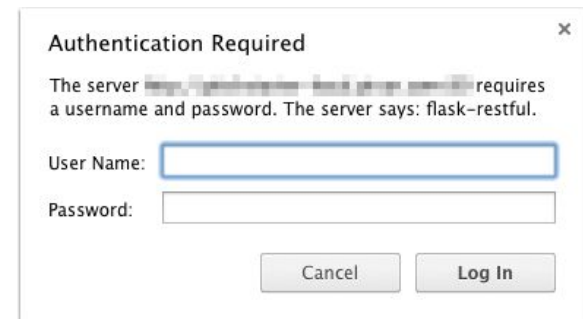 Authentication Required
The server requires
a username and password. The server says: flask-restful.
User Name:
Password:
Cancel Log In